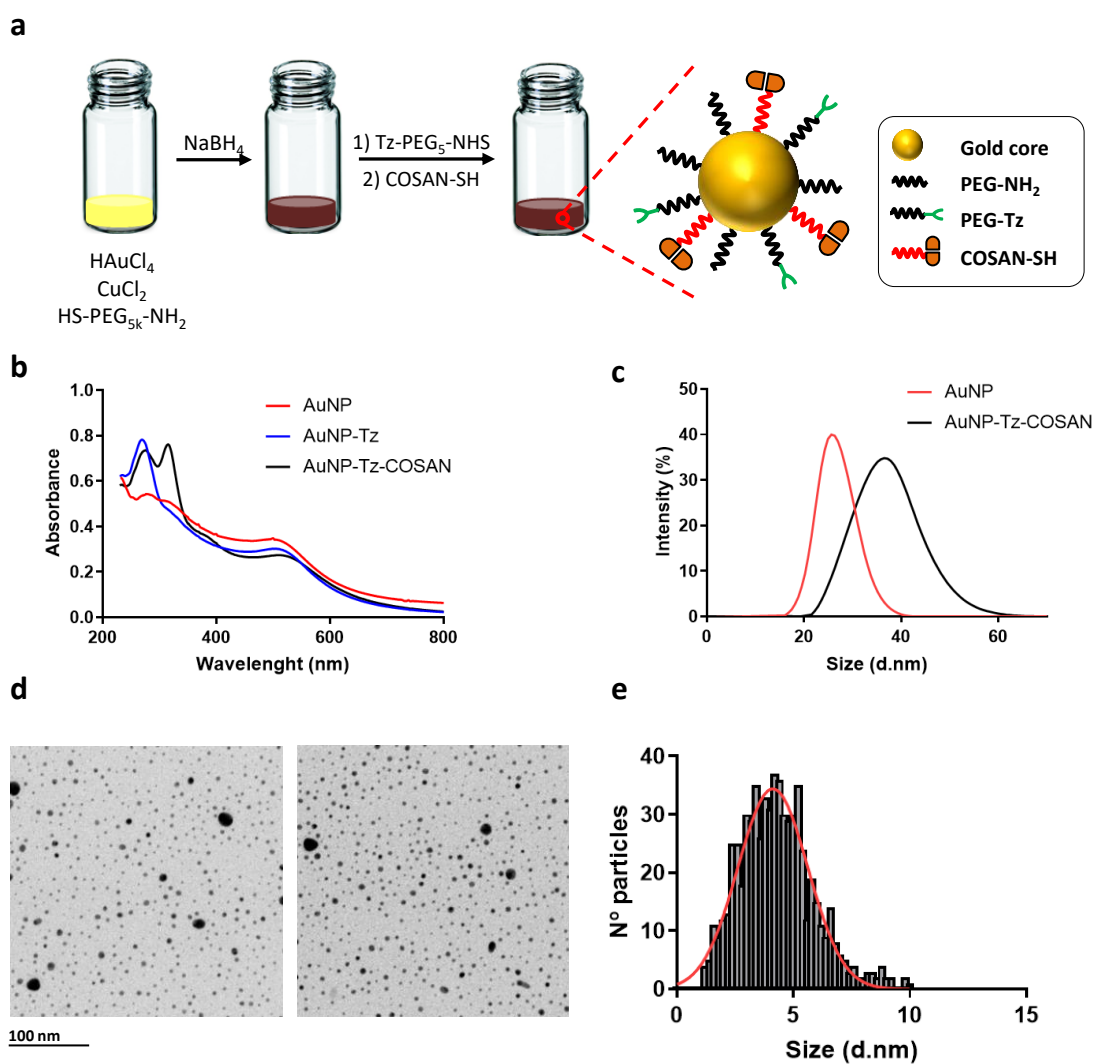 a
NaBH4
1) Tz-PEG5-NHS
2) COSAN-SH
HAuCl4
CuCl2
HS-PEG5k-NH2
Gold core
PEG-NH2
PEG-Tz
COSAN-SH
b
1.0
0.8
0.6
0.4
0.2
0.0
Absorbance
AuNP
AuNP-Tz
AuNP-Tz-COSAN
200 400 600 800
Wavelenght (nm)
c
50
40
30
20
10
0
Intensity (%)
AuNP
AuNP-Tz-COSAN
0 20 40 60
Size (d.nm)
d
100 nm
e
40
30
20
10
0
Nº particles
0 5 10 15
Size (d.nm)